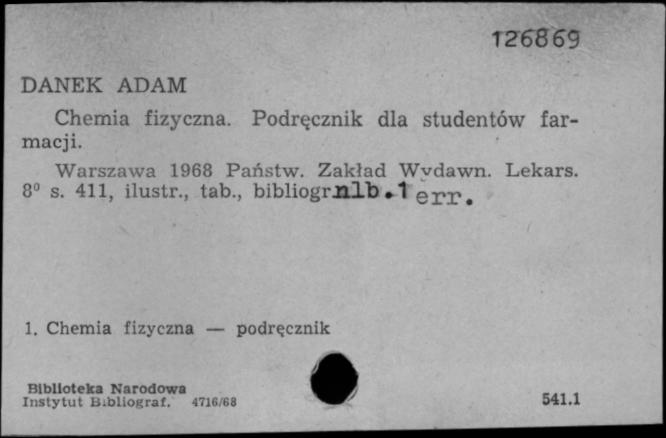 126869
DANEK ADAM
Chemia fizyczna. Podręcznik dla studentów far-
macji.
Warszawa 1968 Państw. Zakład Wydawn. Lekars.
8⁰ s. 411, ilustr., tab., bibliogr. nlb.1 err.
1. Chemia fizyczna — podręcznik
Biblioteka Narodowa
Instytut Bibliograf. 4716/68
541.1